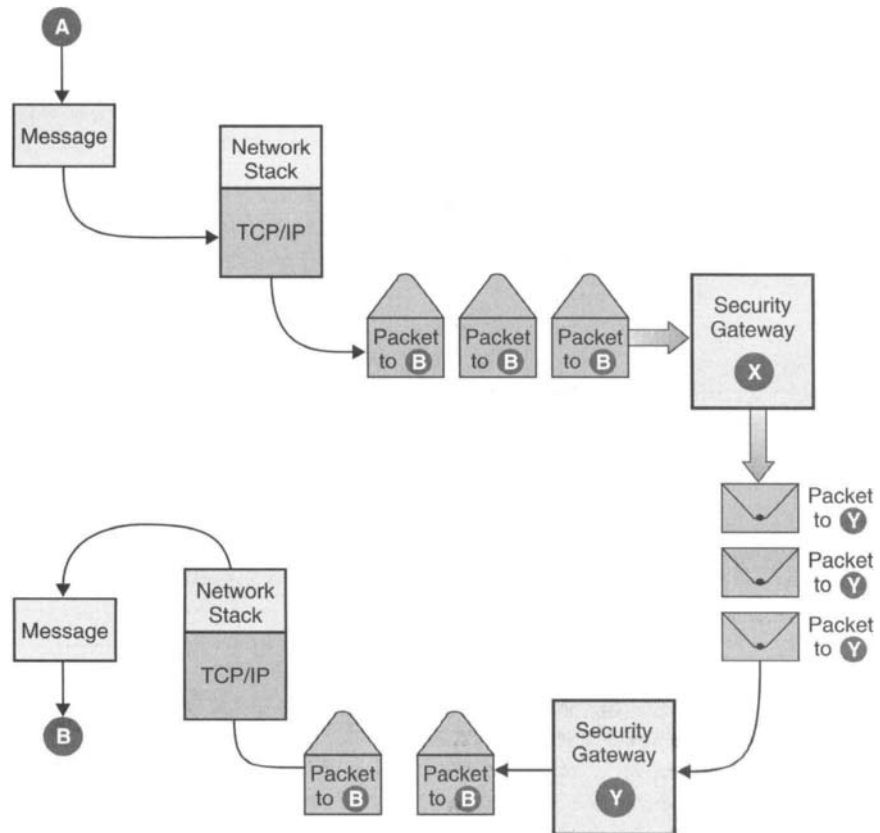 A
Message
Network
Stack
TCP/IP
Packet
to B
Packet
to B
Packet
to B
Security
Gateway
X
Packet
to Y
Packet
to Y
Packet
to Y
Security
Gateway
Y
Packet
to B
Packet
to B
Network
Stack
TCP/IP
Message
B